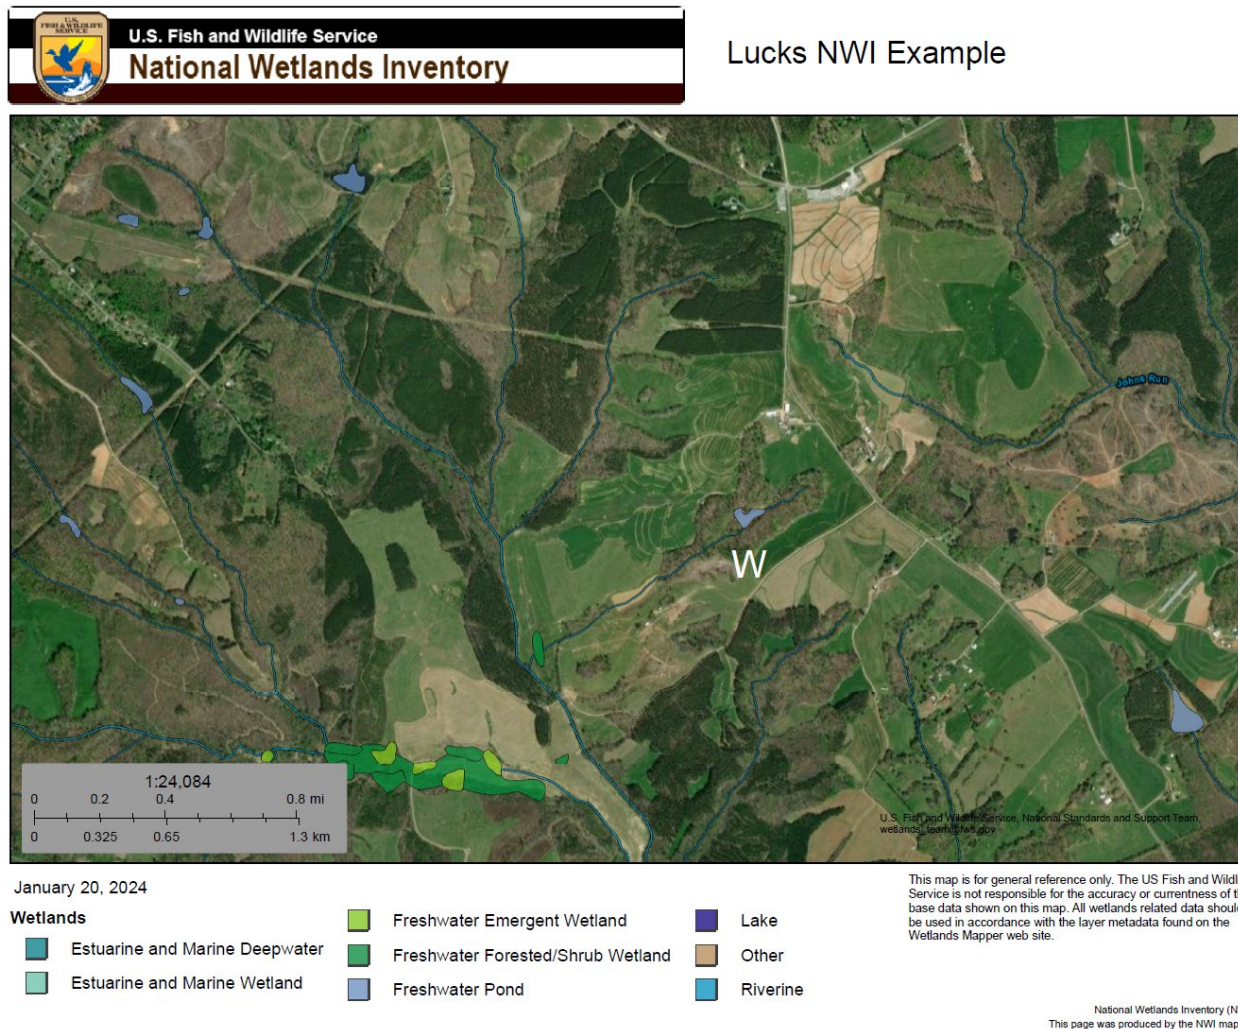 U.S.
FISH & WILDLIFE
SERVICE
U.S. Fish and Wildlife Service
National Wetlands Inventory
Lucks NWI Example
Johns Run
W
1:24,084
0 0.2 0.4 0.8 mi
0 0.325 0.65 1.3 km
U.S. Fish and Wildlife Service, National Standards and Support Team,
wetlands_team@fws.gov
January 20, 2024
Wetlands
Estuarine and Marine Deepwater
Estuarine and Marine Wetland
Freshwater Emergent Wetland
Freshwater Forested/Shrub Wetland
Freshwater Pond
Lake
Other
Riverine
This map is for general reference only. The US Fish and Wildli
Service is not responsible for the accuracy or currentness of t
base data shown on this map. All wetlands related data shoul
be used in accordance with the layer metadata found on the
Wetlands Mapper web site.
National Wetlands Inventory (N
This page was produced by the NWI map